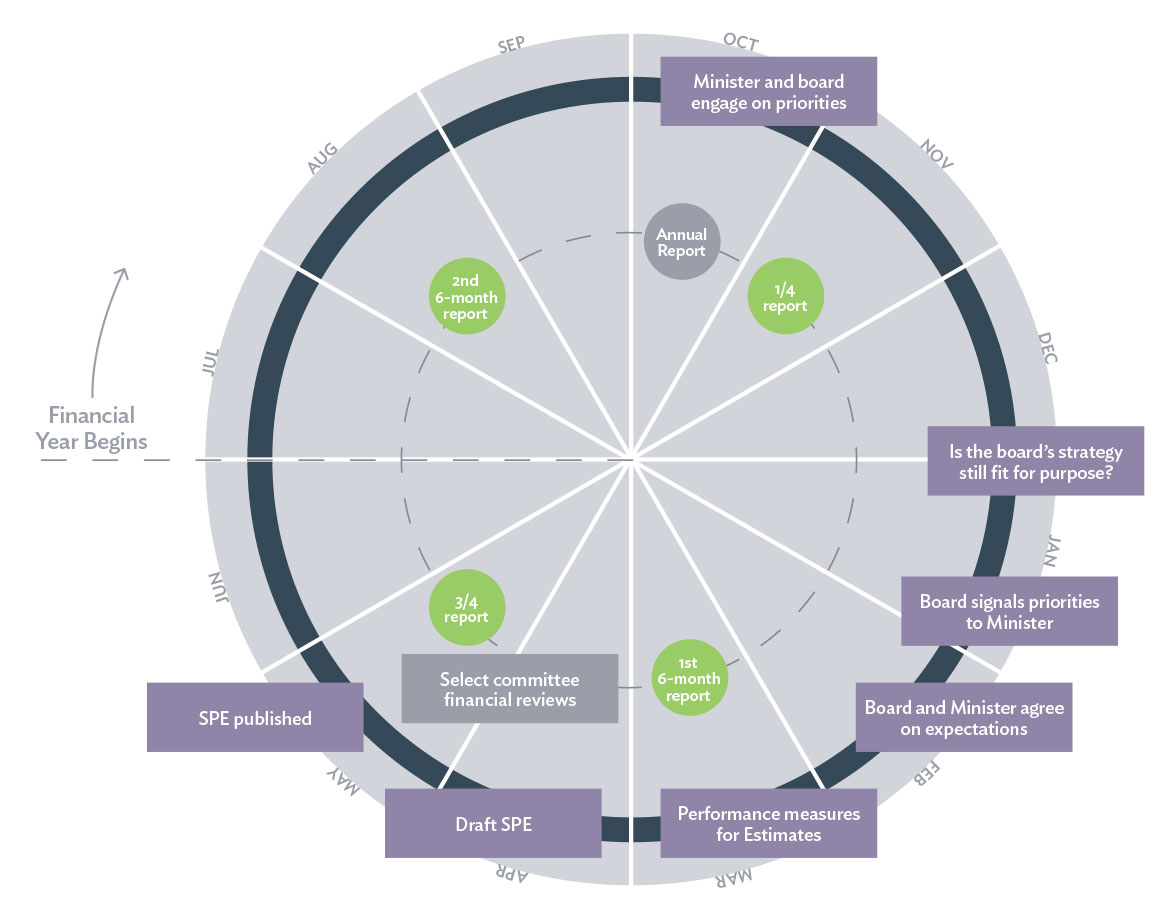 SEP
OCT
Minister and board
engage on priorities
AUG
NOV
Annual
Report
2nd
6-month
report
1/4
report
JUL
DEC
Financial
Year Begins
Is the board’s strategy
still fit for purpose?
JAN
JUN
3/4
report
Board signals priorities
to Minister
1st
6-month
report
Select committee
financial reviews
SPE published
Board and Minister agree
on expectations
MAY
FEB
Draft SPE
Performance measures
for Estimates
APR
MAR